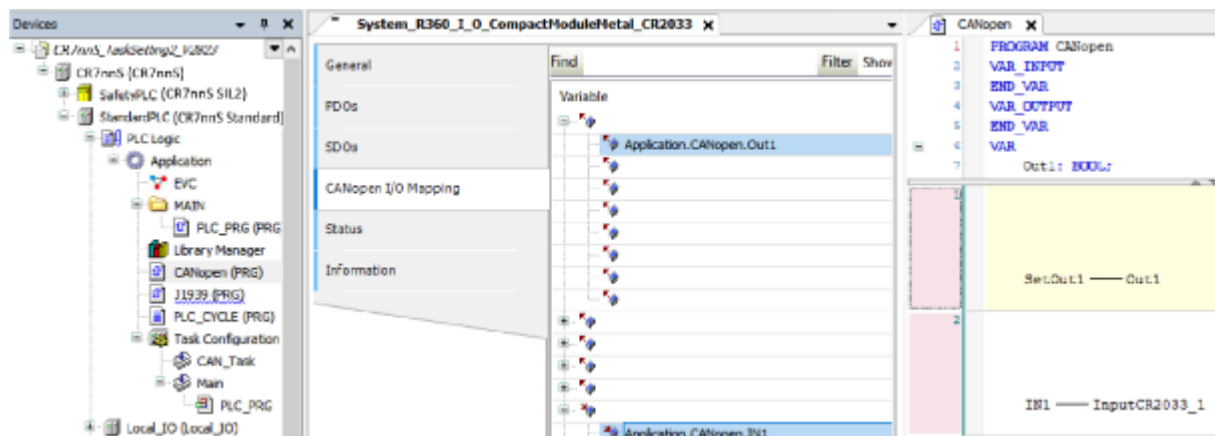 Devices
CR7nnS_TaskSetting2_V2827
CR7nnS (CR7nnS)
SafetyPLC (CR7nnS SIL2)
StandardPLC (CR7nnS Standard)
PLC Logic
Application
EVC
MAIN
PLC_PRG (PRG
Library Manager
CANopen (PRG)
J1939 (PRG)
PLC_CYCLE (PRG)
Task Configuration
CAN_Task
Main
PLC_PRG
Local_IO (Local_IO)
System_R360_I_O_CompactModuleMetal_CR2033
General
PDOs
SDOs
CANopen I/O Mapping
Status
Information
Find
Filter Show
Variable
Application.CANopen.Out1
Application.CANopen.IN1
CANopen
1 PROGRAM CANopen
2 VAR_INPUT
3 END_VAR
4 VAR_OUTPUT
5 END_VAR
6 VAR
7 Out1: BOOL;
1
SetOut1 Out1
2
IN1 InputCR2033_1